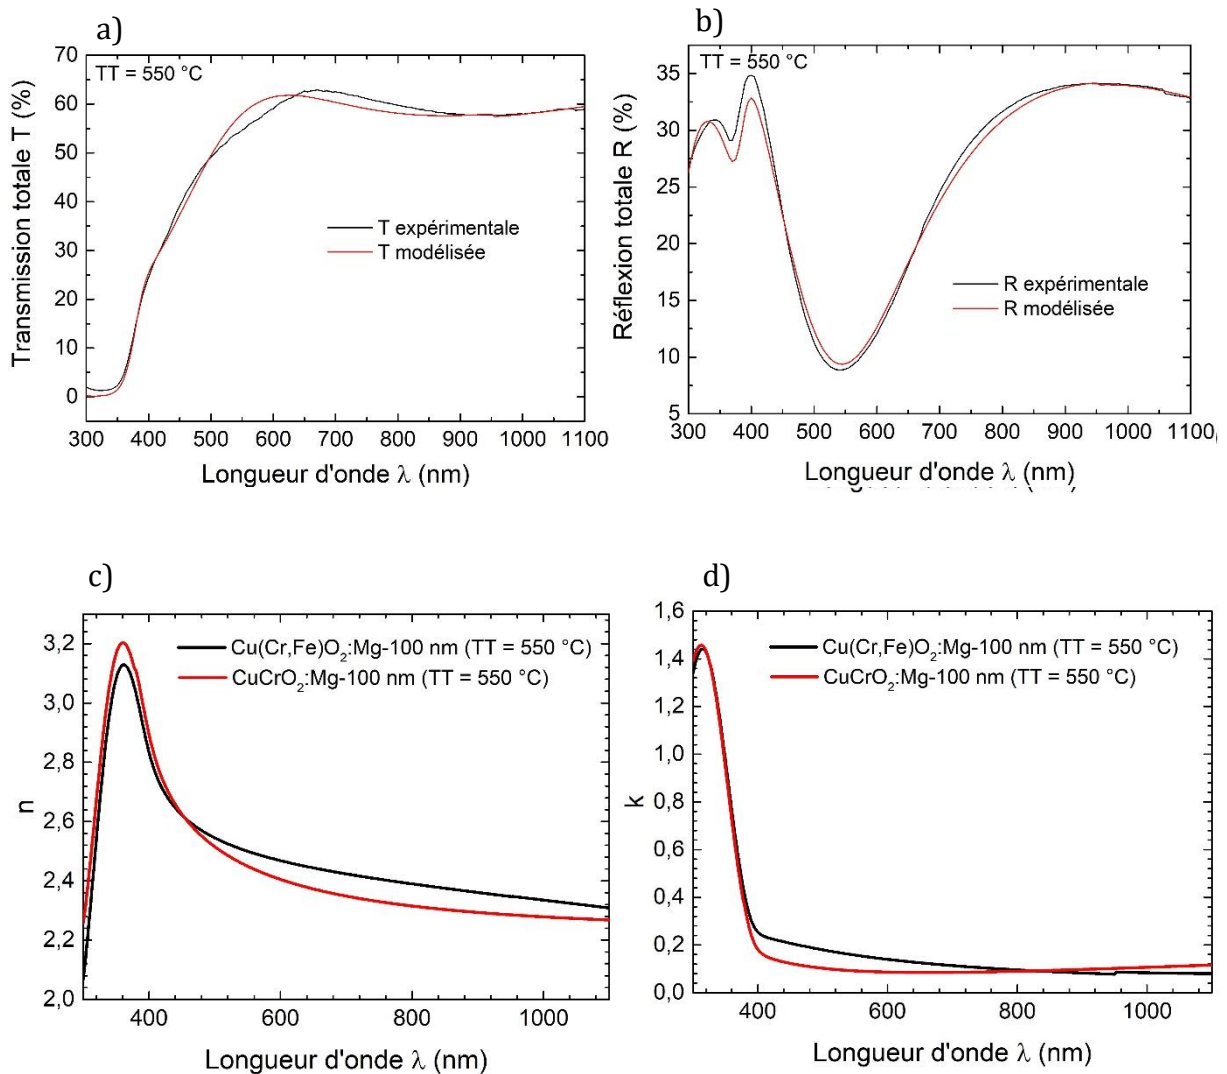 a)
TT = 550 °C
Transmission totale T (%)
70
60
50
40
30
20
10
0
T expérimentale
T modélisée
300 400 500 600 700 800 900 1000 1100
Longueur d'onde λ (nm)
b)
TT = 550 °C
Réflexion totale R (%)
35
30
25
20
15
10
5
R expérimentale
R modélisée
300 400 500 600 700 800 900 1000 1100
Longueur d'onde λ (nm)
c)
n
3,2
3,0
2,8
2,6
2,4
2,2
2,0
Cu(Cr,Fe)O₂:Mg-100 nm (TT = 550 °C)
CuCrO₂:Mg-100 nm (TT = 550 °C)
400 600 800 1000
Longueur d'onde λ (nm)
d)
k
1,6
1,4
1,2
1,0
0,8
0,6
0,4
0,2
0,0
Cu(Cr,Fe)O₂:Mg-100 nm (TT = 550 °C)
CuCrO₂:Mg-100 nm (TT = 550 °C)
400 600 800 1000
Longueur d'onde λ (nm)